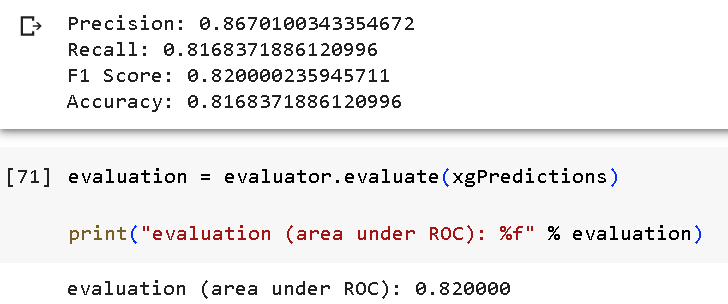 Precision: 0.8670100343354672
Recall: 0.8168371886120996
F1 Score: 0.820000235945711
Accuracy: 0.8168371886120996
[71] evaluation = evaluator.evaluate(xgPredictions)
print("evaluation (area under ROC): %f" % evaluation)
evaluation (area under ROC): 0.820000